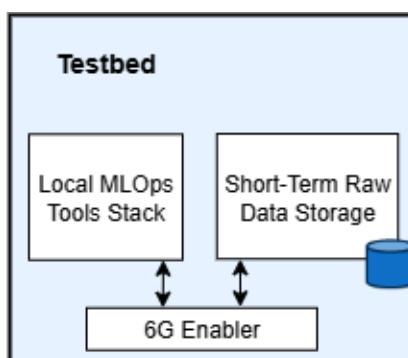 Testbed
Local MLOps
Tools Stack
Short-Term Raw
Data Storage
6G Enabler